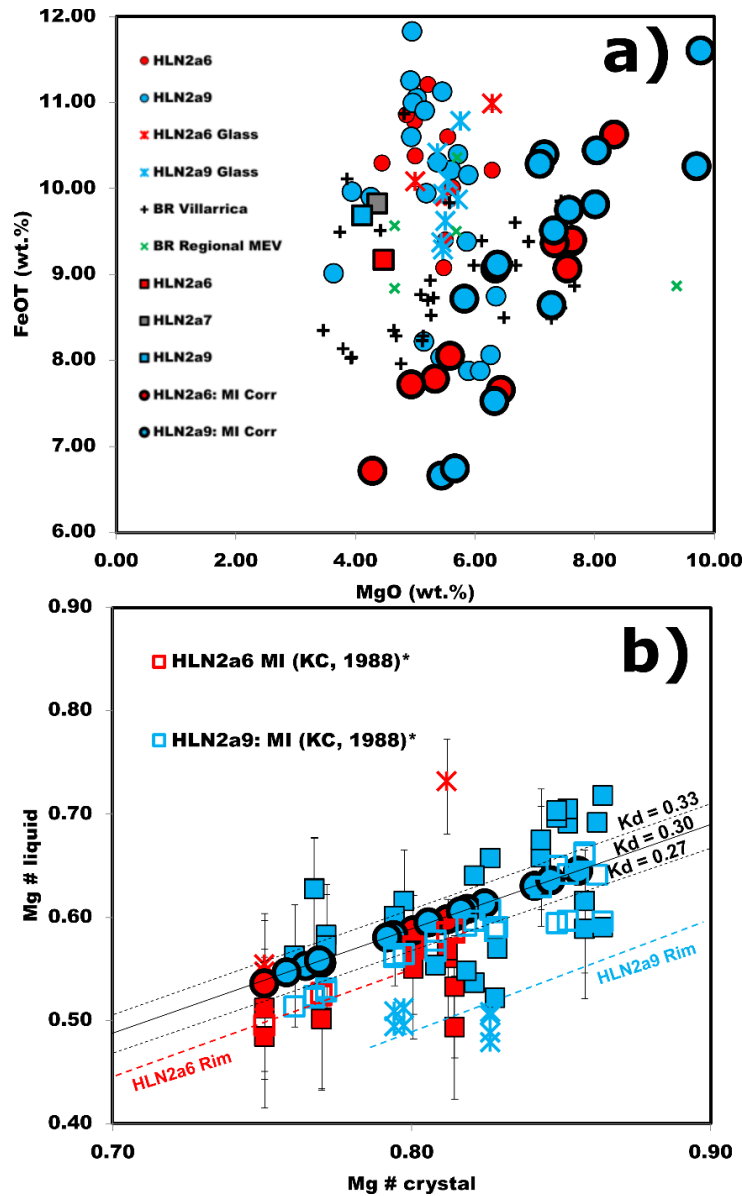 a)
12.00
11.00
10.00
9.00
8.00
7.00
6.00
FeOT (wt.%)
HLN2a6
HLN2a9
HLN2a6 Glass
HLN2a9 Glass
BR Villarrica
BR Regional MEV
HLN2a6
HLN2a7
HLN2a9
HLN2a6: MI Corr
HLN2a9: MI Corr
0.00 2.00 4.00 6.00 8.00 10.00
MgO (wt.%)
b)
0.90
0.80
0.70
0.60
0.50
0.40
Mg # liquid
HLN2a6 MI (KC, 1988)*
HLN2a9: MI (KC, 1988)*
Kd = 0.33
Kd = 0.30
Kd = 0.27
HLN2a9 Rim
HLN2a6 Rim
0.70 0.80 0.90
Mg # crystal